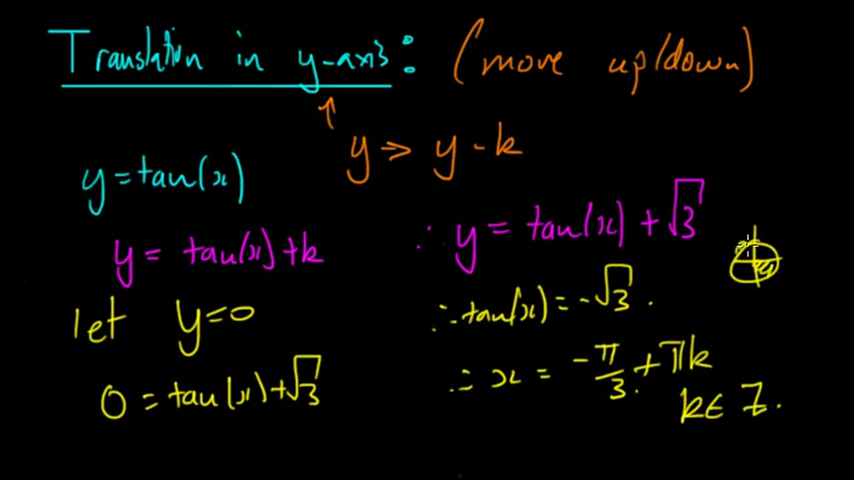 Translation in y-axis: (move up/down)
y → y - k
y = tan(x)
y = tan(x) + k
∴ y = tan(x) + √3
let y = 0
∴ tan(x) = -√3.
0 = tan(x) + √3
∴ x = -π/3 + πk
k ∈ Z.